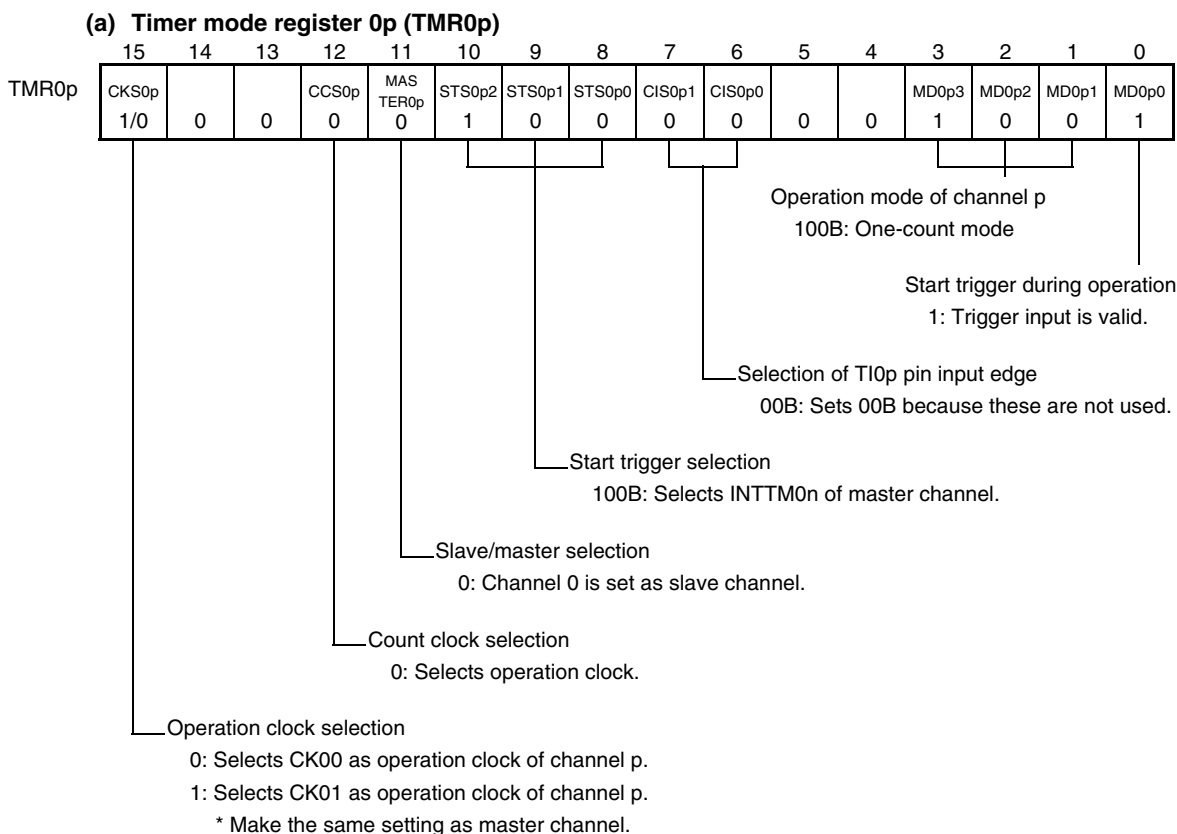 (a) Timer mode register 0p (TMR0p)
15 14 13 12 11 10 9 8 7 6 5 4 3 2 1 0
TMR0p CKS0p CCS0p MAS TER0p STS0p2 STS0p1 STS0p0 CIS0p1 CIS0p0 MD0p3 MD0p2 MD0p1 MD0p0
1/0 0 0 0 0 1 0 0 0 0 0 0 1 0 0 1
Operation mode of channel p
100B: One-count mode
Start trigger during operation
1: Trigger input is valid.
Selection of TI0p pin input edge
00B: Sets 00B because these are not used.
Start trigger selection
100B: Selects INTTM0n of master channel.
Slave/master selection
0: Channel 0 is set as slave channel.
Count clock selection
0: Selects operation clock.
Operation clock selection
0: Selects CK00 as operation clock of channel p.
1: Selects CK01 as operation clock of channel p.
* Make the same setting as master channel.